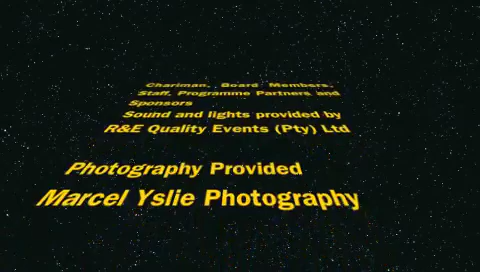 Chariman, Board Members,
Staff, Programme Partners and
Sponsors
Sound and lights provided by
R&E Quality Events (Pty) Ltd
Photography Provided
Marcel Yslie Photography